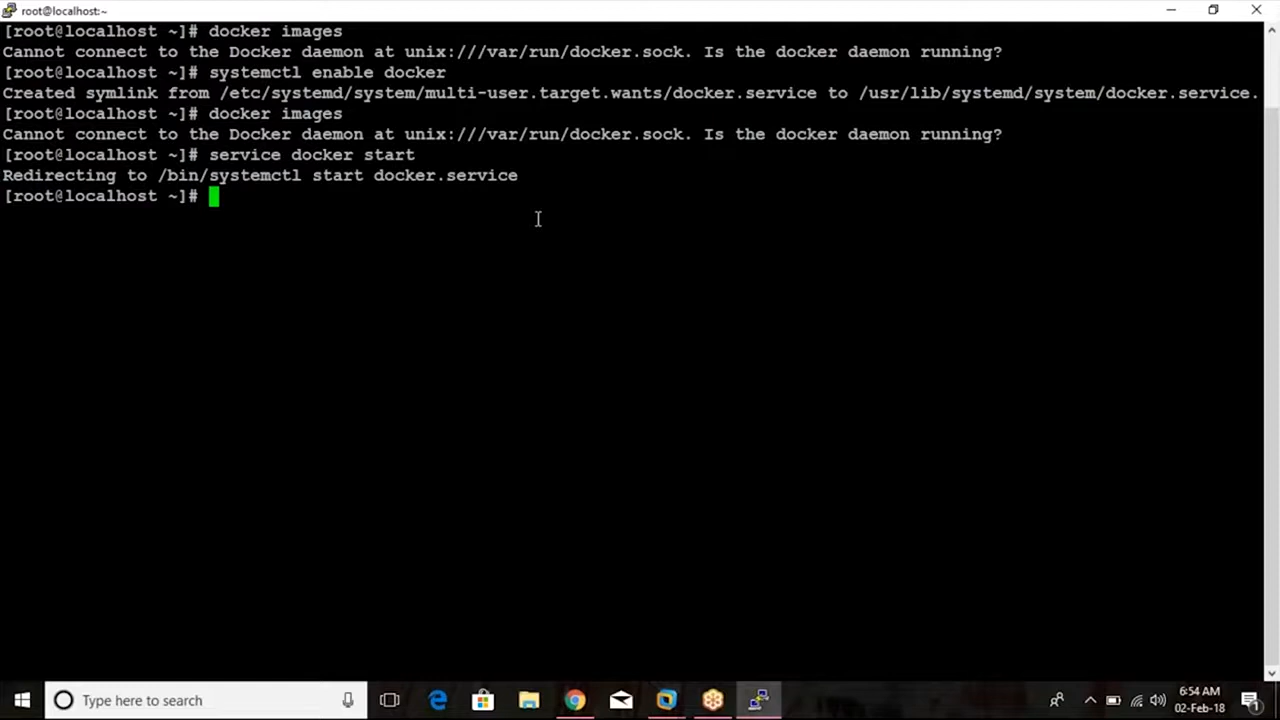 root@localhost:~
[root@localhost ~]# docker images
Cannot connect to the Docker daemon at unix:///var/run/docker.sock. Is the docker daemon running?
[root@localhost ~]# systemctl enable docker
Created symlink from /etc/systemd/system/multi-user.target.wants/docker.service to /usr/lib/systemd/system/docker.service.
[root@localhost ~]# docker images
Cannot connect to the Docker daemon at unix:///var/run/docker.sock. Is the docker daemon running?
[root@localhost ~]# service docker start
Redirecting to /bin/systemctl start docker.service
[root@localhost ~]#
Type here to search
6:54 AM
02-Feb-18
1